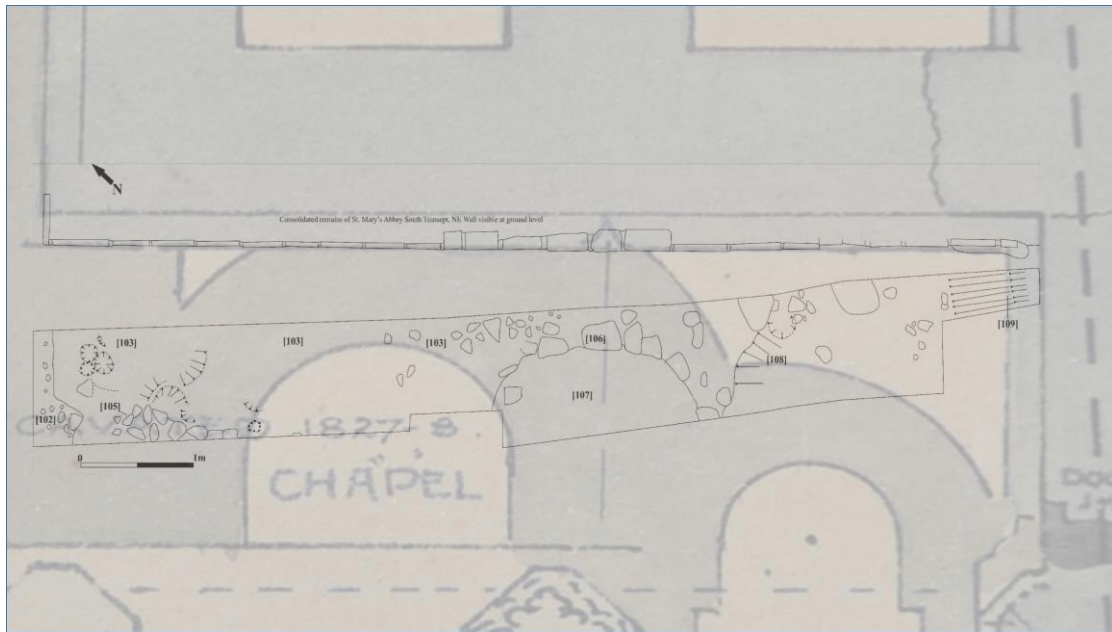 N
Consolidated remains of St. Mary's Abbey South Transept, NE Wall visible at ground level
[109]
[103]
[103]
[103]
[106]
[108]
[107]
[105]
[102]
1827-8
0 1m
CHAPEL